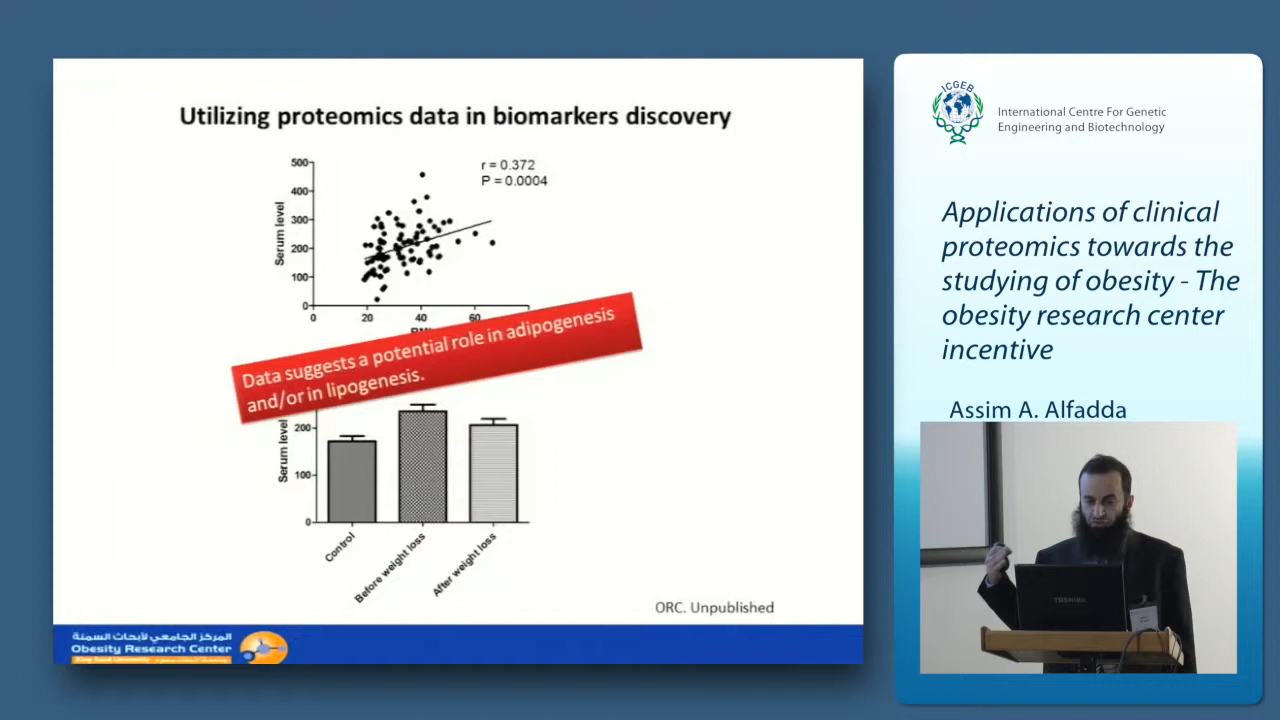 Utilizing proteomics data in biomarkers discovery
r = 0.372
P = 0.0004
500
400
300
200
100
0
Serum level
0 20 40 60
Data suggests a potential role in adipogenesis
and/or in lipogenesis.
200
100
0
Serum level
Control
Before weight loss
After weight loss
ORC. Unpublished
المركز الجامعي لأبحاث السمنة
Obesity Research Center
King Saud University
ICGEB
International Centre For Genetic
Engineering and Biotechnology
Applications of clinical
proteomics towards the
studying of obesity - The
obesity research center
incentive
Assim A. Alfadda
TOSHIBA